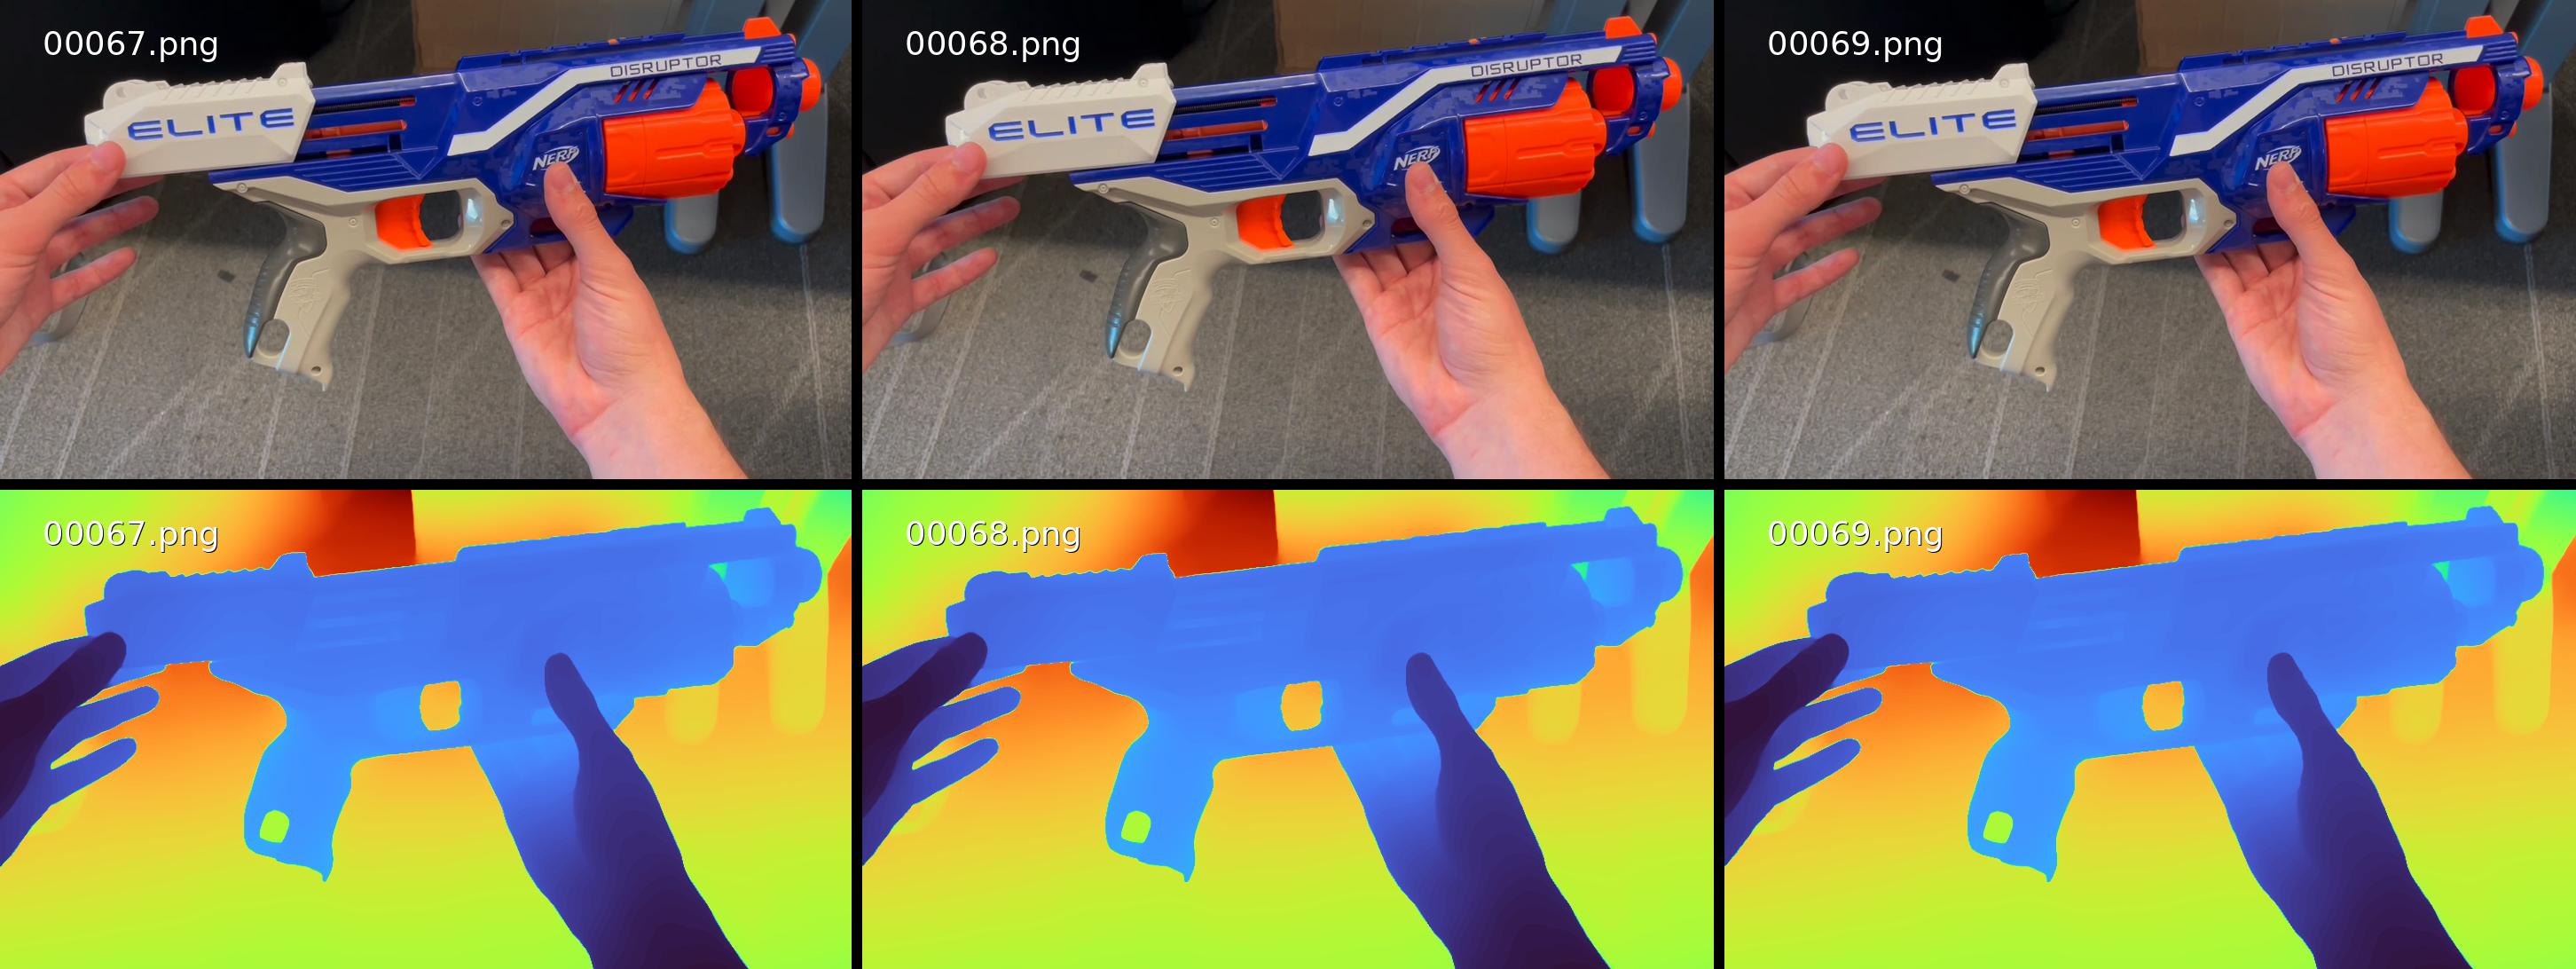 00067.png
DISRUPTOR
ELITE
NERF
00068.png
DISRUPTOR
ELITE
NERF
00069.png
DISRUPTOR
ELITE
NERF
00067.png
00068.png
00069.png